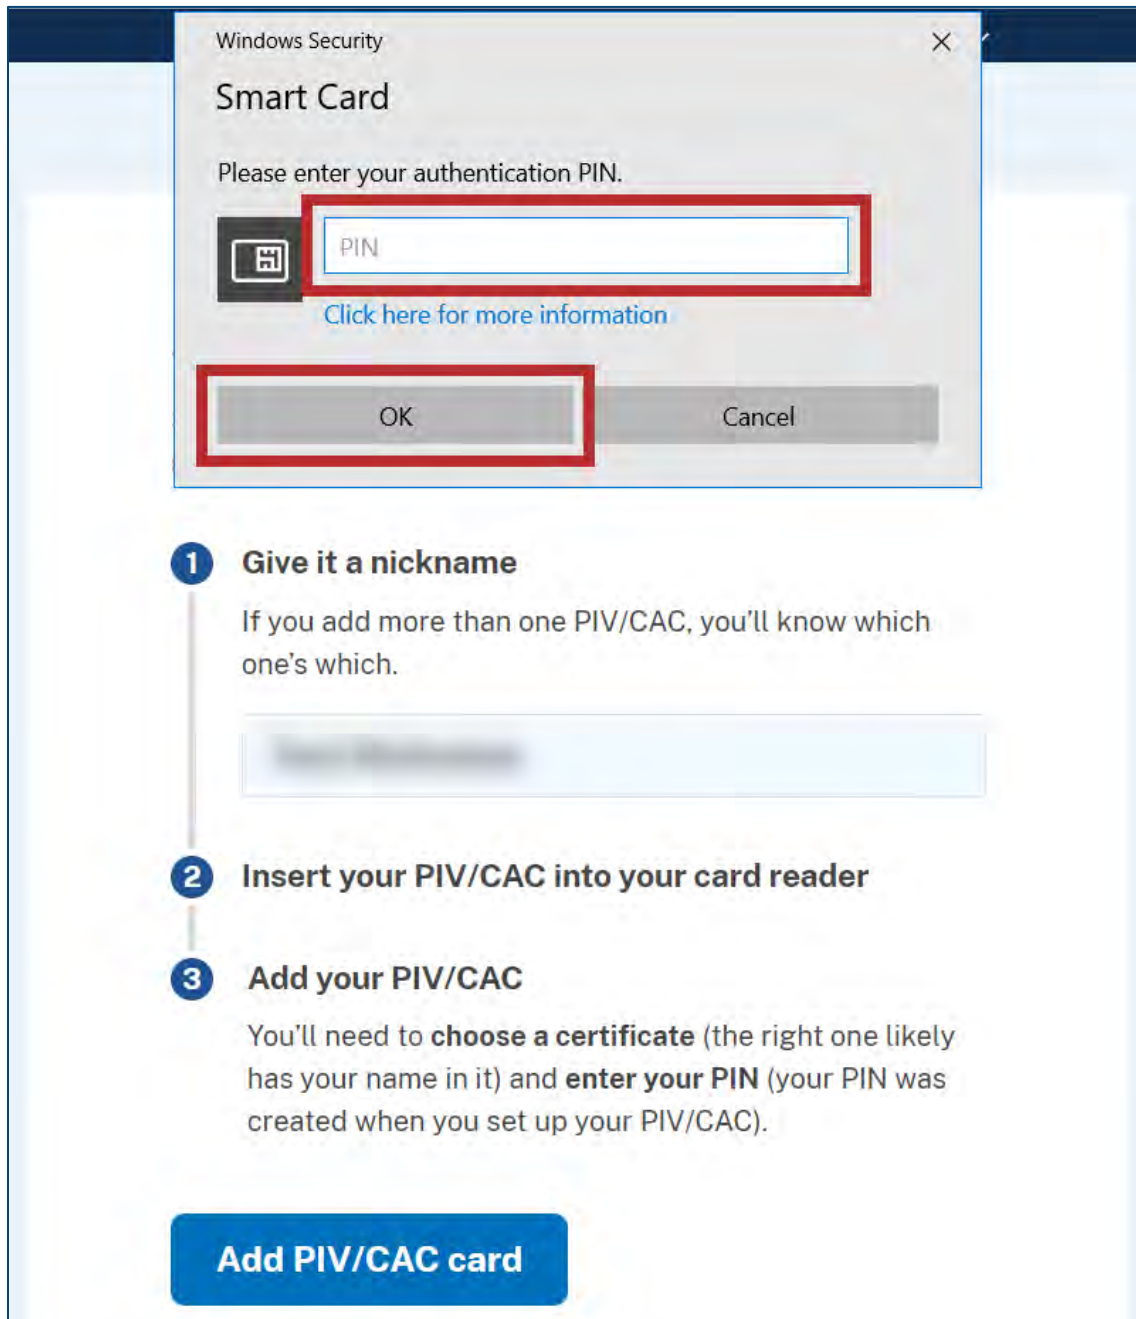 Windows Security
Smart Card
Please enter your authentication PIN.
PIN
Click here for more information
OK
Cancel
1 Give it a nickname
If you add more than one PIV/CAC, you'll know which
one's which.
2 Insert your PIV/CAC into your card reader
3 Add your PIV/CAC
You'll need to choose a certificate (the right one likely
has your name in it) and enter your PIN (your PIN was
created when you set up your PIV/CAC).
Add PIV/CAC card